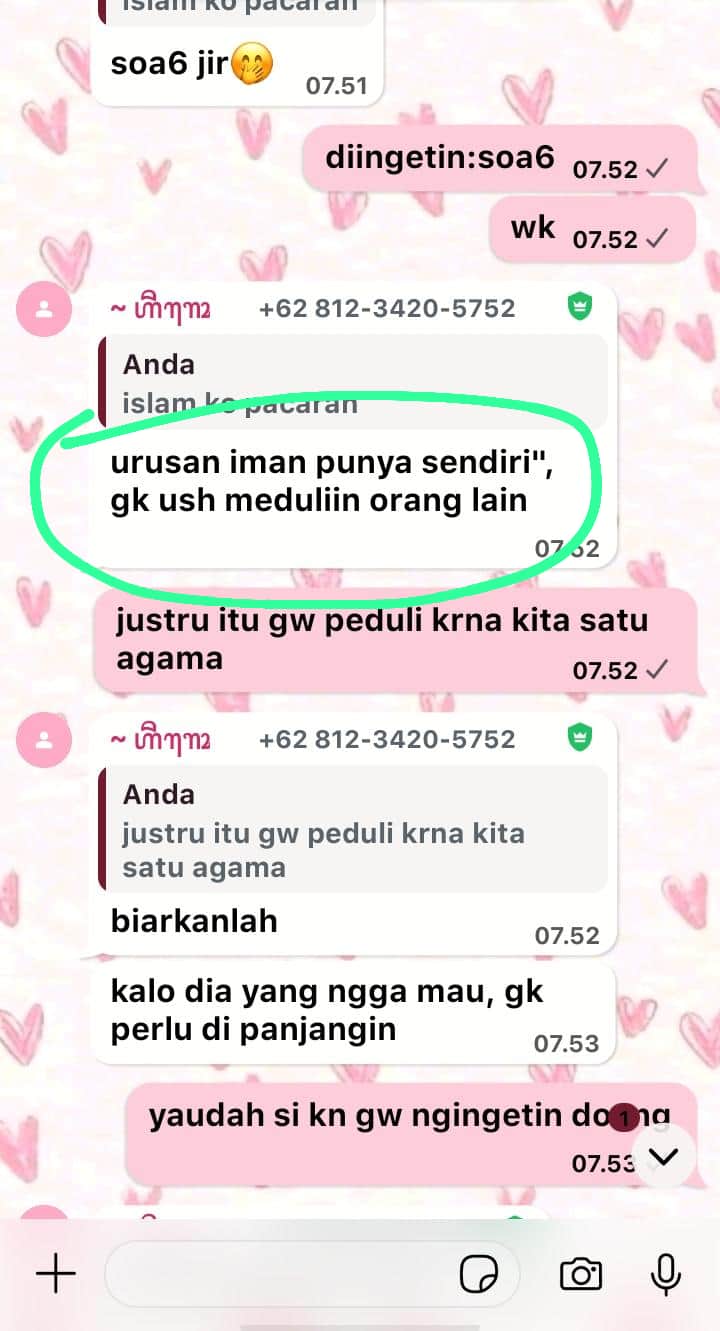 islam ko pacaran
soa6 jir🤭
07.51
diingetin:soa6 07.52
wk 07.52
+62 812-3420-5752
Anda
islam ko pacaran
urusan iman punya sendiri",
gk ush meduliin orang lain
07.52
justru itu gw peduli krna kita satu
agama
07.52
+62 812-3420-5752
Anda
justru itu gw peduli krna kita
satu agama
biarkanlah
07.52
kalo dia yang ngga mau, gk
perlu di panjangin
07.53
yaudah si kn gw ngingetin doang
1
07.53